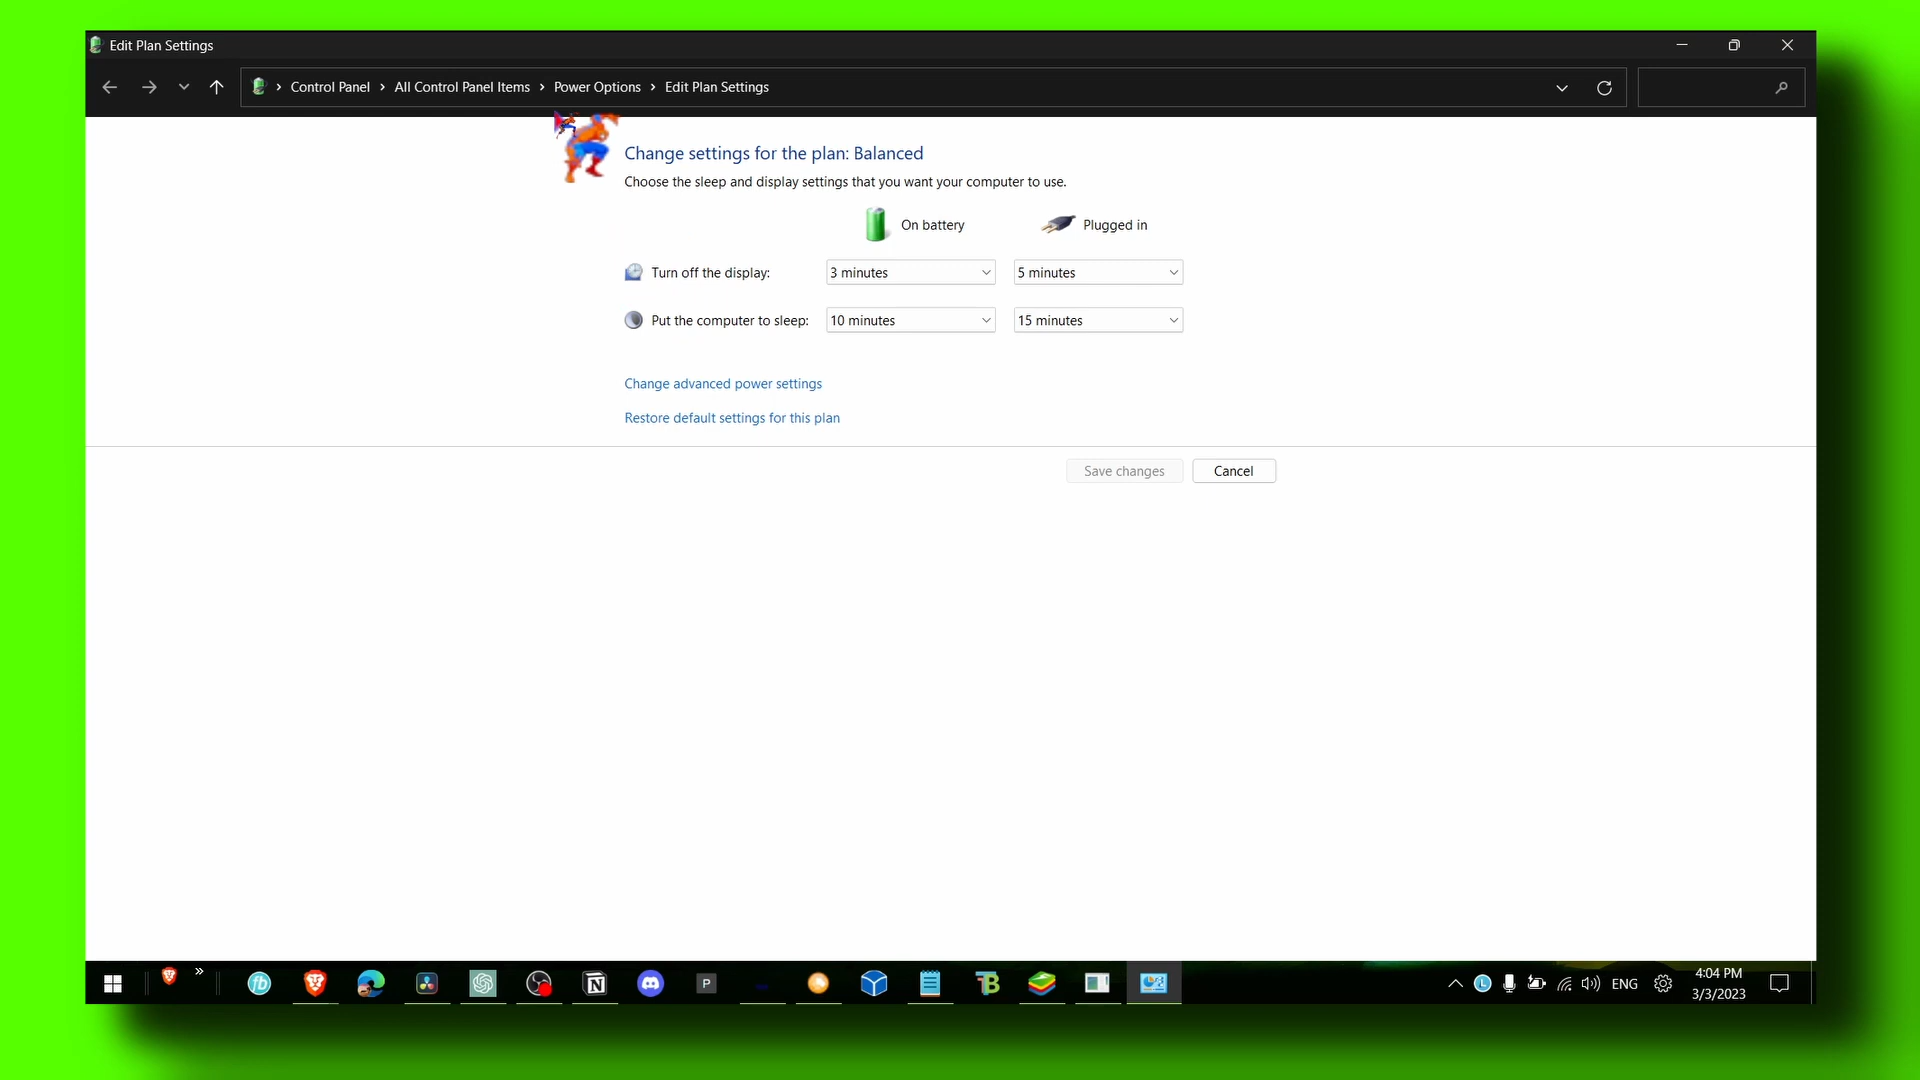 Edit Plan Settings
Control Panel > All Control Panel Items > Power Options > Edit Plan Settings
Change settings for the plan: Balanced
Choose the sleep and display settings that you want your computer to use.
On battery Plugged in
Turn off the display: 3 minutes 5 minutes
Put the computer to sleep: 10 minutes 15 minutes
Change advanced power settings
Restore default settings for this plan
Save changes Cancel
fb N P TB L ENG 4:04 PM
3/3/2023